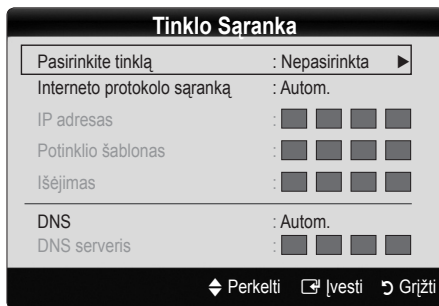 Tinklo Sąranka
Pasirinkite tinklą : Nepasirinkta ▶
Interneto protokolo sąranką : Autom.
IP adresas :
Potinklio šablonas :
Išėjimas :
DNS : Autom.
DNS serveris :
Perkelti Įvesti Grįžti